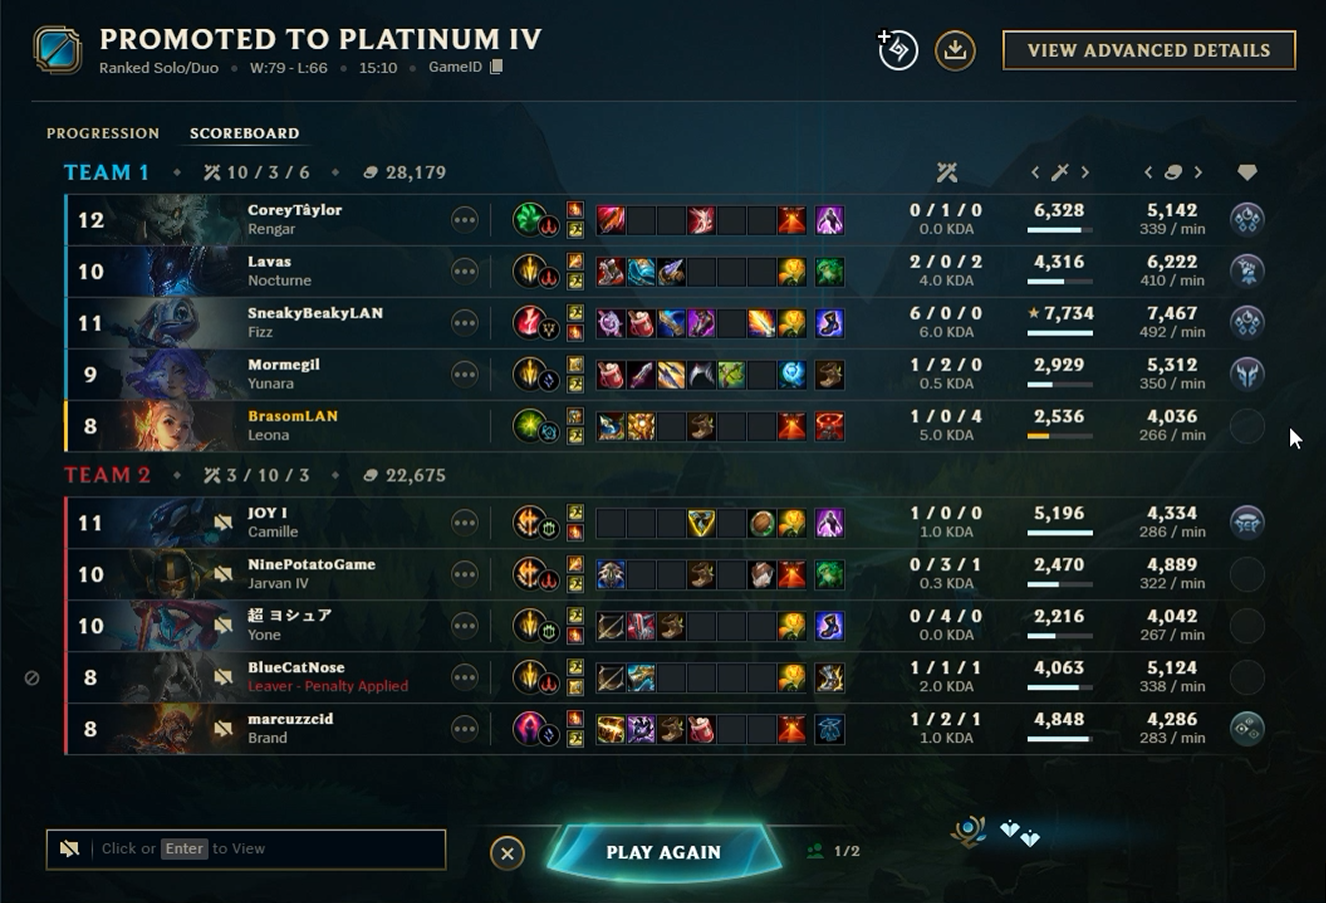 PROMOTED TO PLATINUM IV
Ranked Solo/Duo • W:79 - L:66 • 15:10 • GameID
VIEW ADVANCED DETAILS
PROGRESSION SCOREBOARD
TEAM 1 • 10 / 3 / 6 • 28,179
12 CoreyTâylor 0 / 1 / 0 6,328 5,142
Rengar 0.0 KDA 339 / min
10 Lavas 2 / 0 / 2 4,316 6,222
Nocturne 4.0 KDA 410 / min
11 SneakyBeakyLAN 6 / 0 / 0 7,734 7,467
Fizz 6.0 KDA 492 / min
9 Mormegil 1 / 2 / 0 2,929 5,312
Yunara 0.5 KDA 350 / min
8 BrasomLAN 1 / 0 / 4 2,536 4,036
Leona 5.0 KDA 266 / min
TEAM 2 • 3 / 10 / 3 • 22,675
11 JOY I 1 / 0 / 0 5,196 4,334
Camille 1.0 KDA 286 / min
10 NinePotatoGame 0 / 3 / 1 2,470 4,889
Jarvan IV 0.3 KDA 322 / min
10 超 ヨシュア 0 / 4 / 0 2,216 4,042
Yone 0.0 KDA 267 / min
8 BlueCatNose 1 / 1 / 1 4,063 5,124
Leaver - Penalty Applied 2.0 KDA 338 / min
8 marcuzzcid 1 / 2 / 1 4,848 4,286
Brand 1.0 KDA 283 / min
Click or Enter to View
PLAY AGAIN
1/2